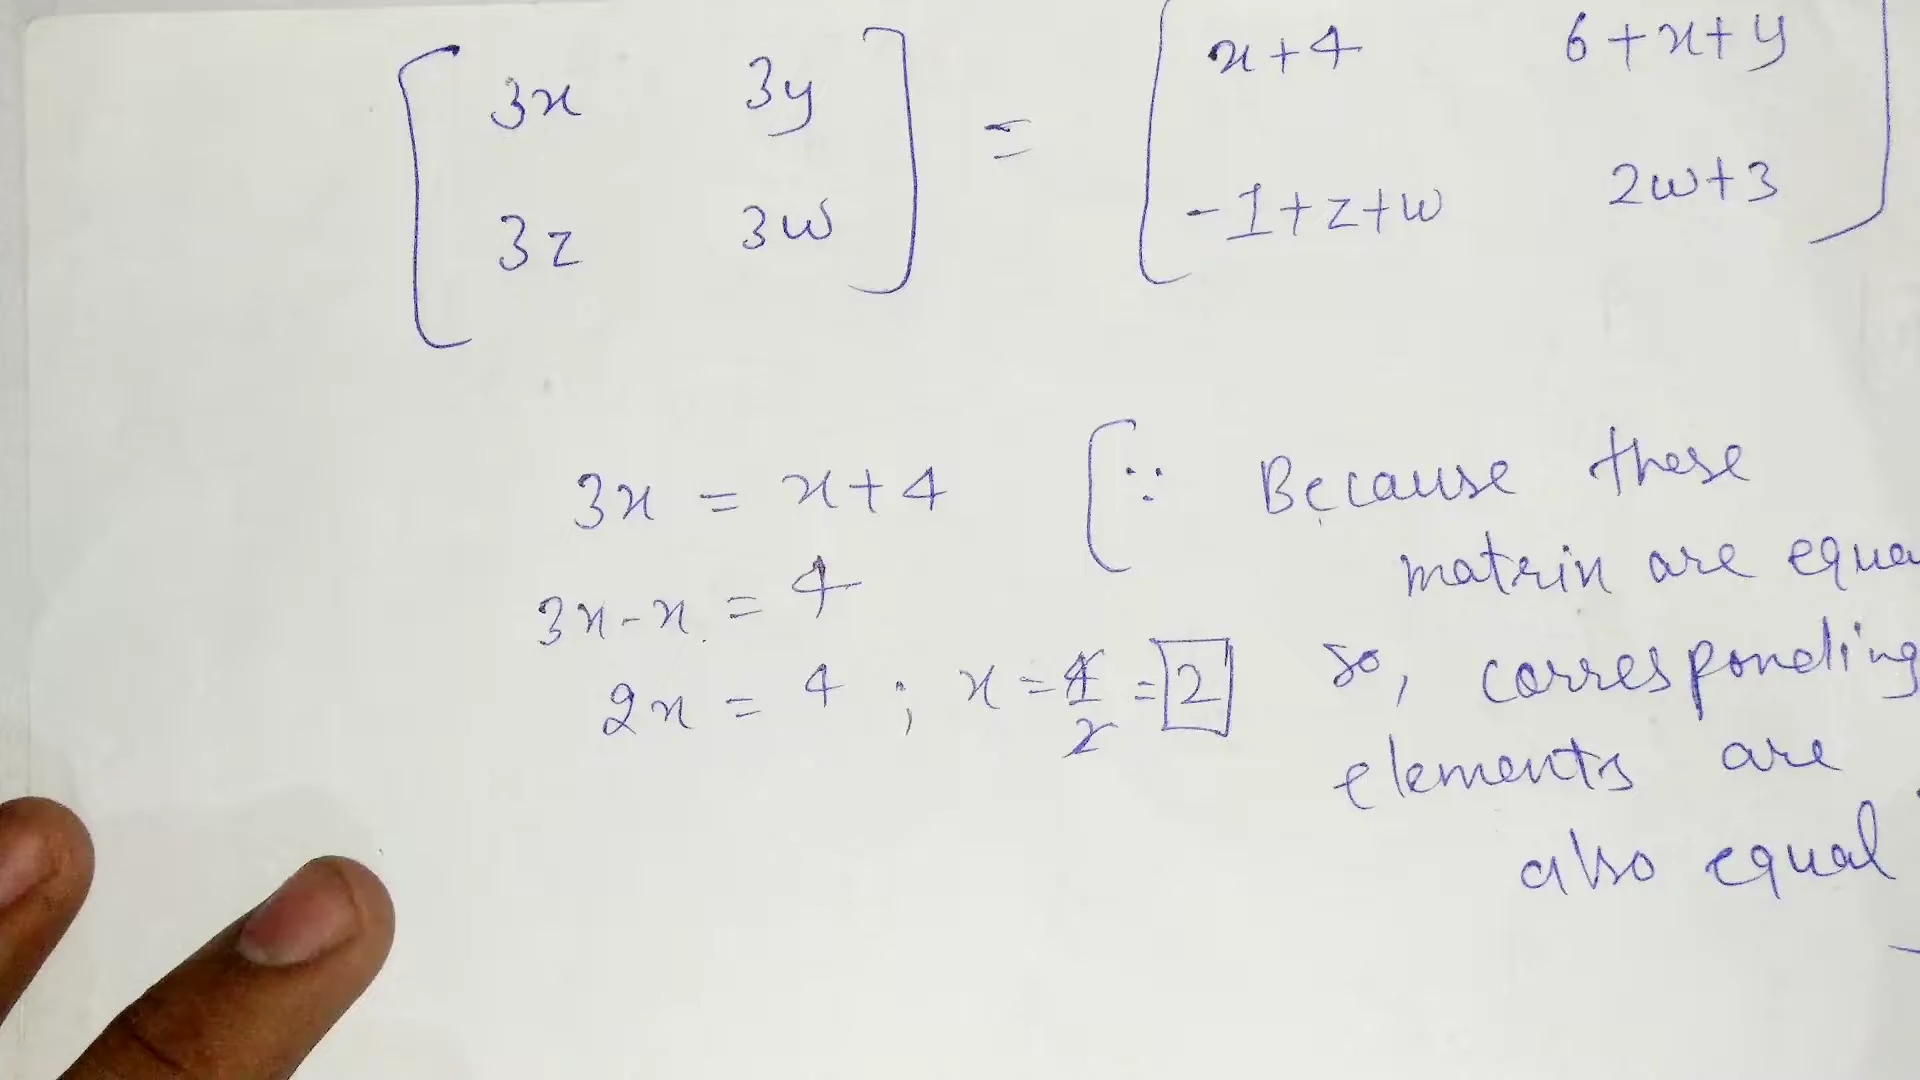 [ 3x 3y ] = [ x+4 6+x+y ]
[ 3z 3w ] [ -1+z+w 2w+3 ]
3x = x+4 [∵ Because these
matrix are equa
3x-x = 4
2x = 4 ; x = 4/2 = 2 so, corresponding
elements are
also equal